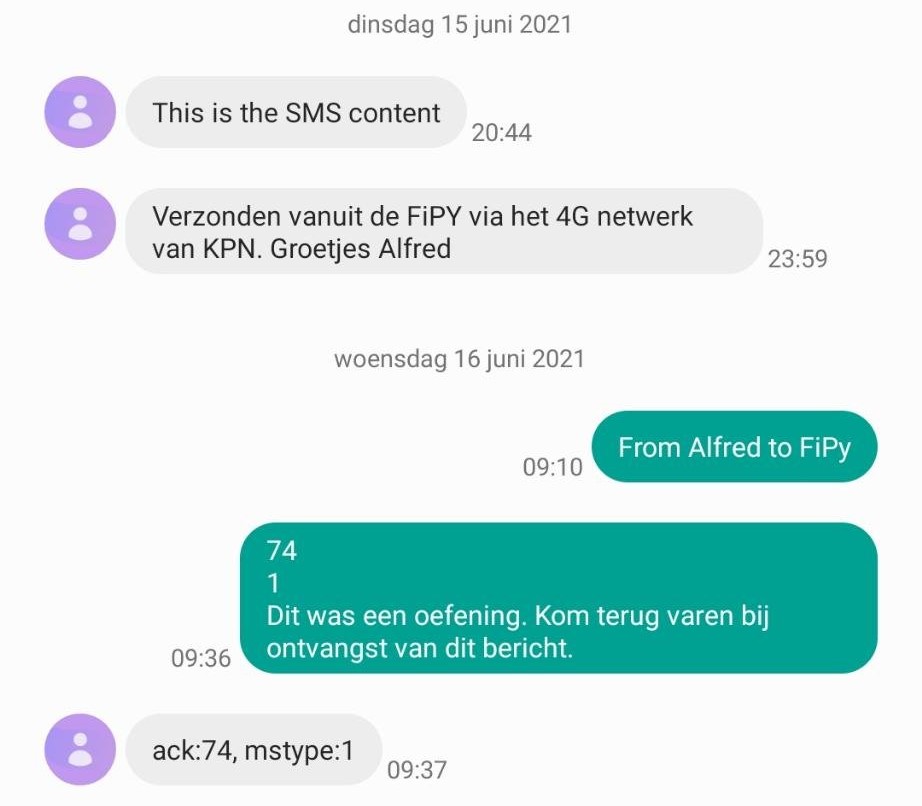 dinsdag 15 juni 2021
This is the SMS content
20:44
Verzonden vanuit de FiPY via het 4G netwerk
van KPN. Groetjes Alfred
23:59
woensdag 16 juni 2021
From Alfred to FiPy
09:10
74
1
Dit was een oefening. Kom terug varen bij
ontvangst van dit bericht.
09:36
ack:74, mstype:1
09:37